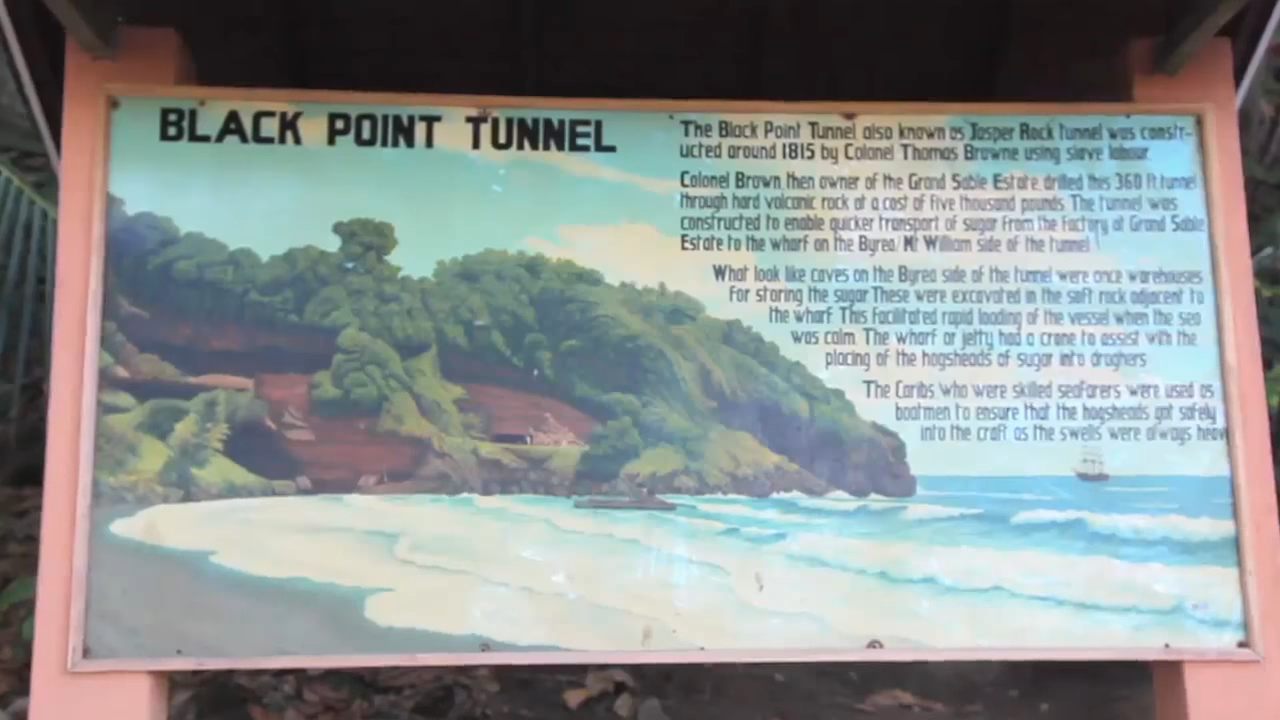 BLACK POINT TUNNEL
The Black Point Tunnel also known as Jasper Rock Tunnel was constr-
ucted around 1815 by Colonel Thomas Browne using slave labour.
Colonel Brown, then owner of the Grand Sable Estate, drilled this 360 ft tunnel
through hard volcanic rock at a cost of five thousand pounds. The tunnel was
constructed to enable quicker transport of sugar from the factory at Grand Sable
Estate to the wharf on the Byrea/Mt William side of the tunnel
What look like caves on the Byrea side of the tunnel were once warehouses
for storing the sugar These were excavated in the soft rock adjacent to
the wharf This facilitated rapid loading of the vessel when the sea
was calm. The wharf or jetty had a crane to assist with the
placing of the hogsheads of sugar into droghers
The Caribs, who were skilled seafarers were used as
boatmen to ensure that the hogsheads got safely
into the craft as the swells were always heav